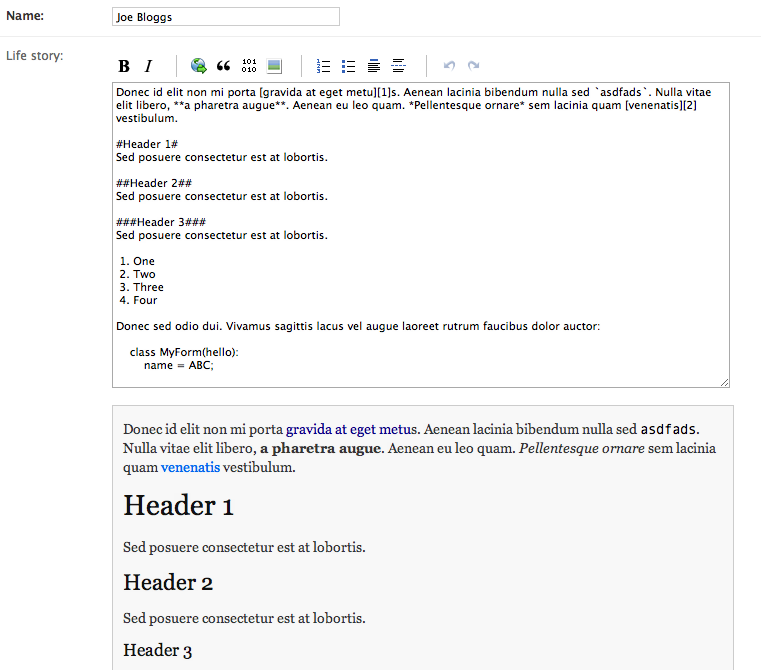 Name:
Joe Bloggs
Life story:
B I
101
010
Donec id elit non mi porta [gravida at eget metu][1]s. Aenean lacinia bibendum nulla sed `asdfads`. Nulla vitae
elit libero, **a pharetra augue**. Aenean eu leo quam. *Pellentesque ornare* sem lacinia quam [venenatis][2]
vestibulum.
#Header 1#
Sed posuere consectetur est at lobortis.
##Header 2##
Sed posuere consectetur est at lobortis.
###Header 3###
Sed posuere consectetur est at lobortis.
1. One
2. Two
3. Three
4. Four
Donec sed odio dui. Vivamus sagittis lacus vel augue laoreet rutrum faucibus dolor auctor:
class MyForm(hello):
name = ABC;
Donec id elit non mi porta gravida at eget metus. Aenean lacinia bibendum nulla sed asdfads.
Nulla vitae elit libero, a pharetra augue. Aenean eu leo quam. Pellentesque ornare sem lacinia
quam venenatis vestibulum.
Header 1
Sed posuere consectetur est at lobortis.
Header 2
Sed posuere consectetur est at lobortis.
Header 3